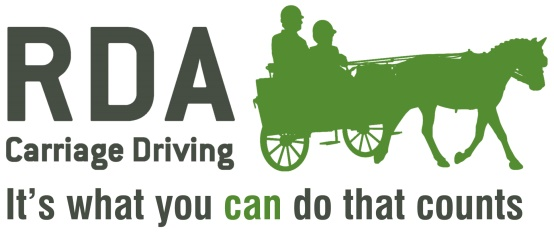 RDA
Carriage Driving
It's what you can do that counts